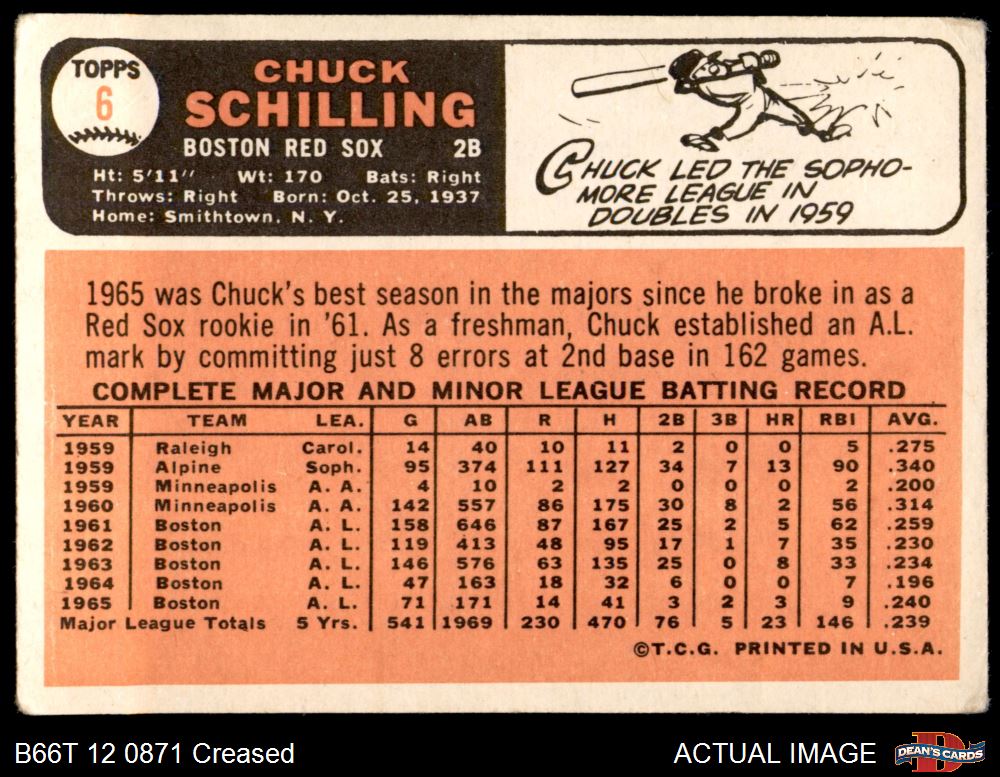 TOPPS
6
CHUCK
SCHILLING
BOSTON RED SOX 2B
Ht: 5'11" Wt: 170 Bats: Right
Throws: Right Born: Oct. 25, 1937
Home: Smithtown, N. Y.
CHUCK LED THE SOPHO-
MORE LEAGUE IN
DOUBLES IN 1959
1965 was Chuck's best season in the majors since he broke in as a
Red Sox rookie in '61. As a freshman, Chuck established an A.L.
mark by committing just 8 errors at 2nd base in 162 games.
COMPLETE MAJOR AND MINOR LEAGUE BATTING RECORD
YEAR TEAM LEA. G AB R H 2B 3B HR RBI AVG.
1959 Raleigh Carol. 14 40 10 11 2 0 0 5 .275
1959 Alpine Soph. 95 374 111 127 34 7 13 90 .340
1959 Minneapolis A. A. 4 10 2 2 0 0 0 2 .200
1960 Minneapolis A. A. 142 557 86 175 30 8 2 56 .314
1961 Boston A. L. 158 646 87 167 25 2 5 62 .259
1962 Boston A. L. 119 413 48 95 17 1 7 35 .230
1963 Boston A. L. 146 576 63 135 25 0 8 33 .234
1964 Boston A. L. 47 163 18 32 6 0 0 7 .196
1965 Boston A. L. 71 171 14 41 3 2 3 9 .240
Major League Totals 5 Yrs. 541 1969 230 470 76 5 23 146 .239
©T.C.G. PRINTED IN U.S.A.
B66T 12 0871 Creased ACTUAL IMAGE
DEAN'S CARDS